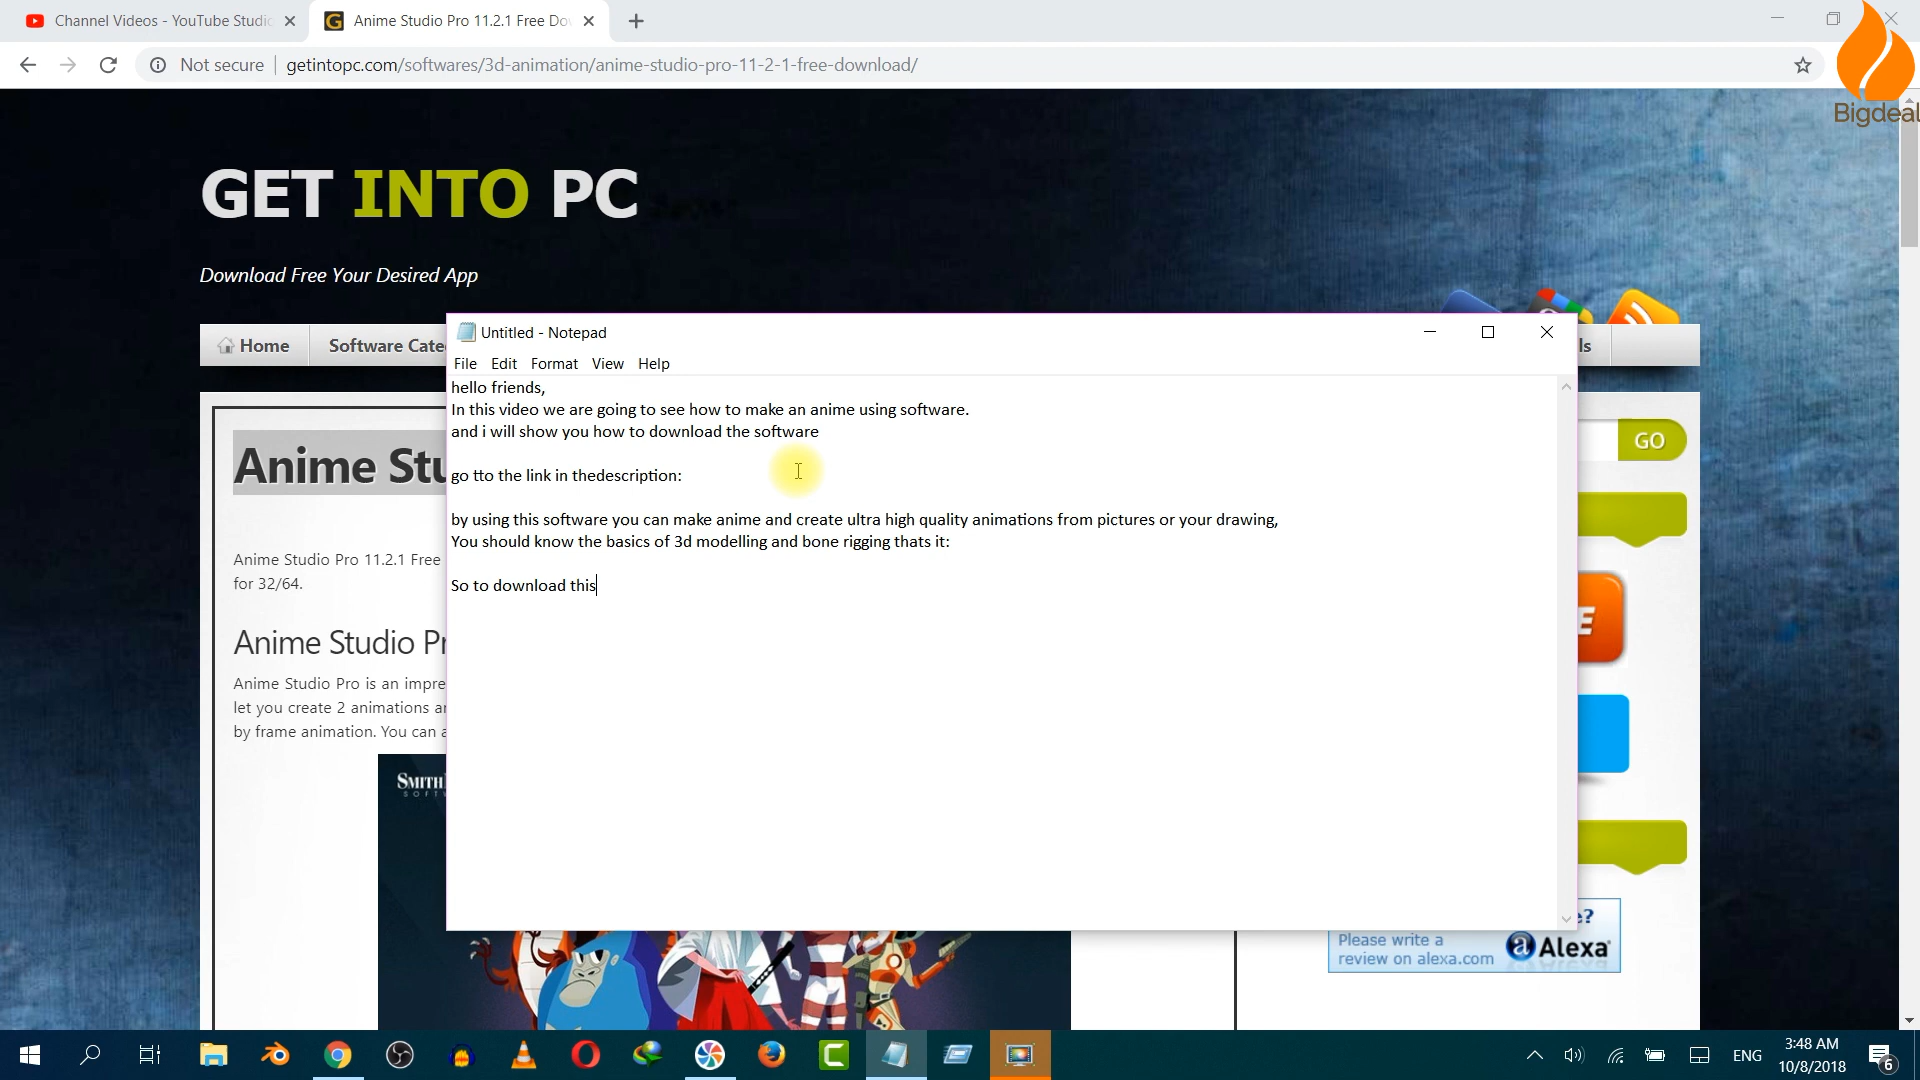 Channel Videos - YouTube Studio
Anime Studio Pro 11.2.1 Free Do
Not secure
getintopc.com/softwares/3d-animation/anime-studio-pro-11-2-1-free-download/
Bigdeal
GET INTO PC
Download Free Your Desired App
Home
Software Cate
ls
Untitled - Notepad
File Edit Format View Help
hello friends,
In this video we are going to see how to make an anime using software.
and i will show you how to download the software
go tto the link in thedescription:
by using this software you can make anime and create ultra high quality animations from pictures or your drawing,
You should know the basics of 3d modelling and bone rigging thats it:
So to download this
GO
Anime Stu
Anime Studio Pro 11.2.1 Free
for 32/64.
Anime Studio Pr
Anime Studio Pro is an impre
let you create 2 animations an
by frame animation. You can a
SMITH
SOFTW
E
e?
Please write a
review on alexa.com
a Alexa
ENG
3:48 AM
10/8/2018
6